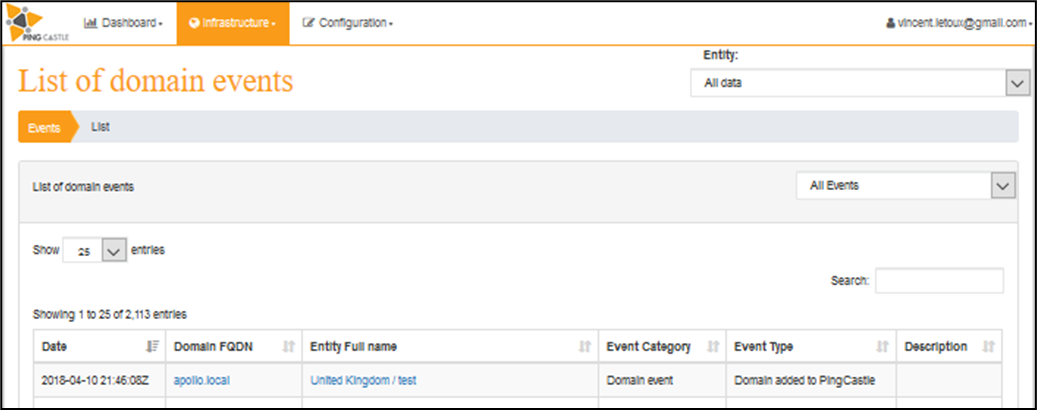 PING CASTLE
Dashboard
Infrastructure
Configuration
vincent.letoux@gmail.com
Entity:
List of domain events
All data
Events
List
List of domain events
All Events
Show 25 entries
Search:
Showing 1 to 25 of 2,113 entries
Date Domain FQDN Entity Full name Event Category Event Type Description
2018-04-10 21:46:08Z apollo.local United Kingdom / test Domain event Domain added to PingCastle